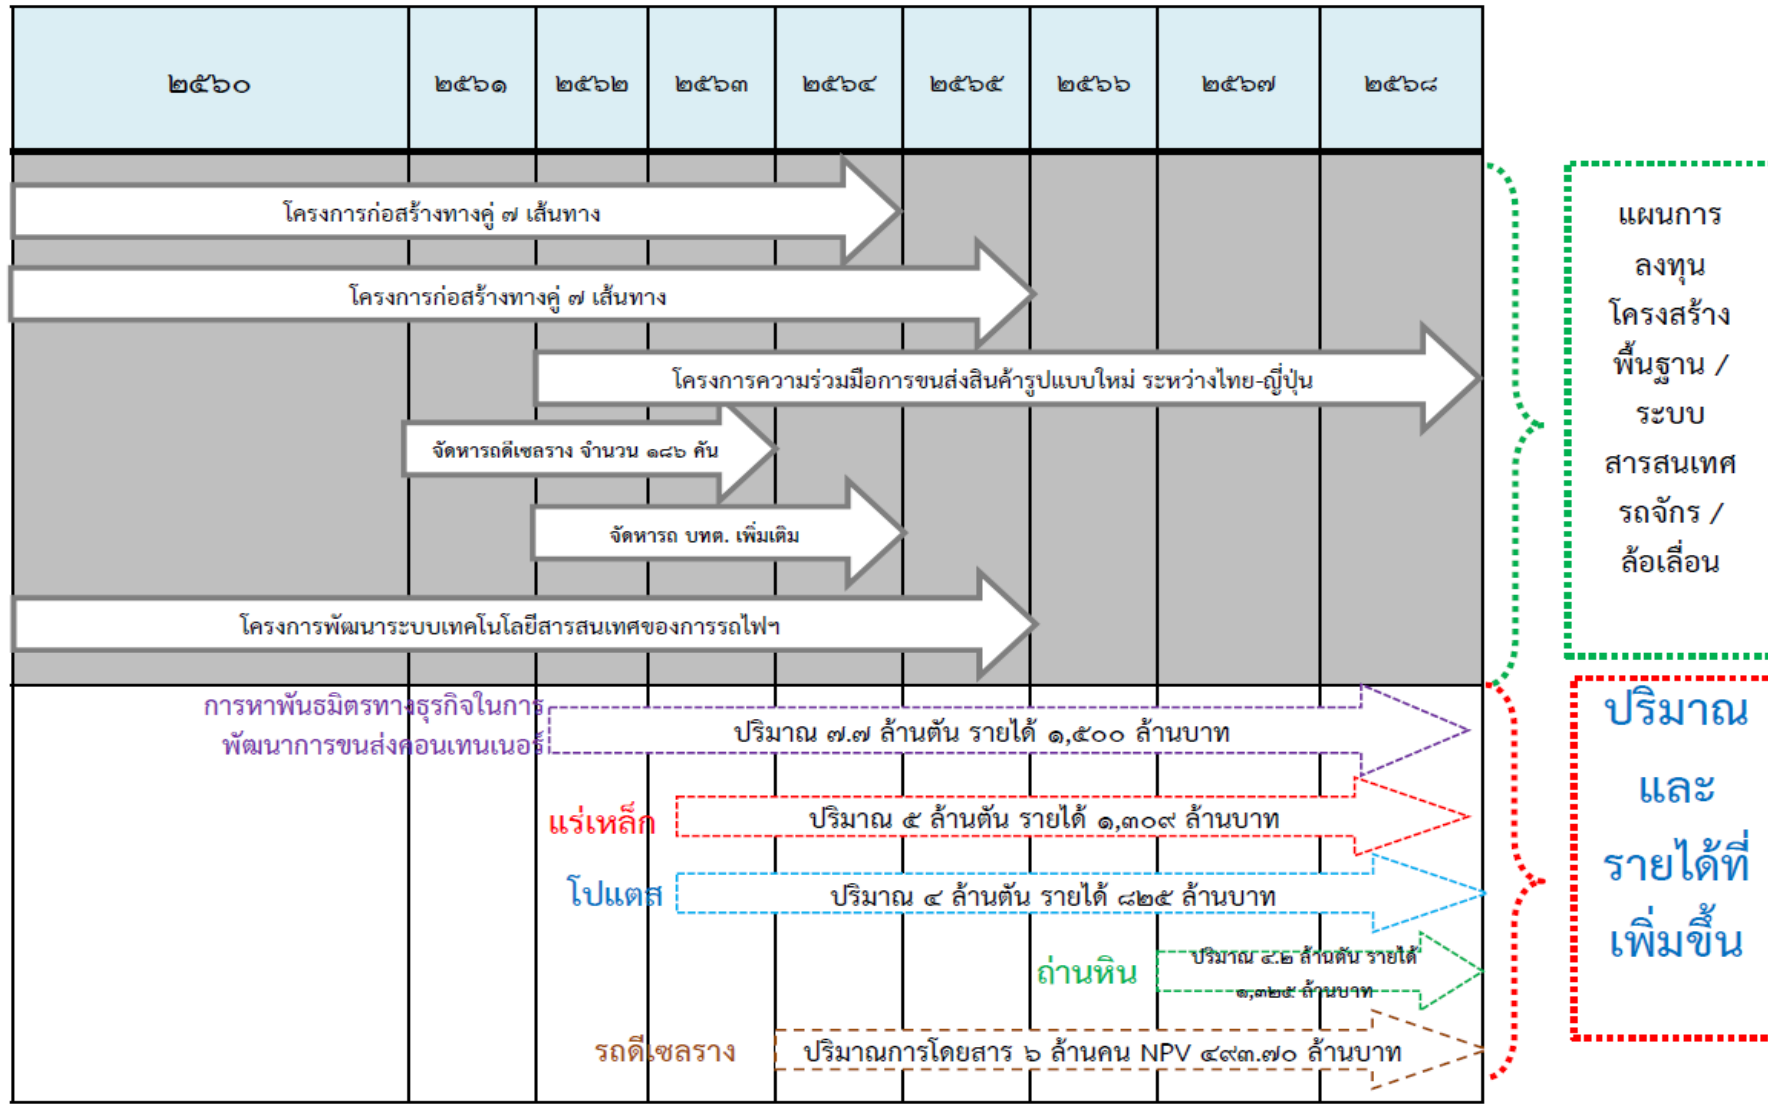 ๒๕๖๐ ๒๕๖๑ ๒๕๖๒ ๒๕๖๓ ๒๕๖๔ ๒๕๖๕ ๒๕๖๖ ๒๕๖๗ ๒๕๖๘
โครงการก่อสร้างทางคู่ ๗ เส้นทาง
โครงการก่อสร้างทางคู่ ๗ เส้นทาง
โครงการความร่วมมือการขนส่งสินค้ารูปแบบใหม่ ระหว่างไทย-ญี่ปุ่น
จัดหารถดีเซลราง จำนวน ๑๘๖ คัน
จัดหารถ บทต. เพิ่มเติม
โครงการพัฒนาระบบเทคโนโลยีสารสนเทศของการรถไฟฯ
แผนการ
ลงทุน
โครงสร้าง
พื้นฐาน /
ระบบ
สารสนเทศ
รถจักร /
ล้อเลื่อน
การหาพันธมิตรทางธุรกิจในการ
พัฒนาการขนส่งคอนเทนเนอร์
ปริมาณ ๗.๗ ล้านตัน รายได้ ๑,๕๐๐ ล้านบาท
แร่เหล็ก
ปริมาณ ๕ ล้านตัน รายได้ ๑,๓๐๙ ล้านบาท
โปแตส
ปริมาณ ๔ ล้านตัน รายได้ ๘๒๕ ล้านบาท
ถ่านหิน
ปริมาณ ๔.๒ ล้านตัน รายได้
๑,๓๒๕ ล้านบาท
รถดีเซลราง
ปริมาณการโดยสาร ๖ ล้านคน NPV ๔๙๓.๗๐ ล้านบาท
ปริมาณ
และ
รายได้ที่
เพิ่มขึ้น